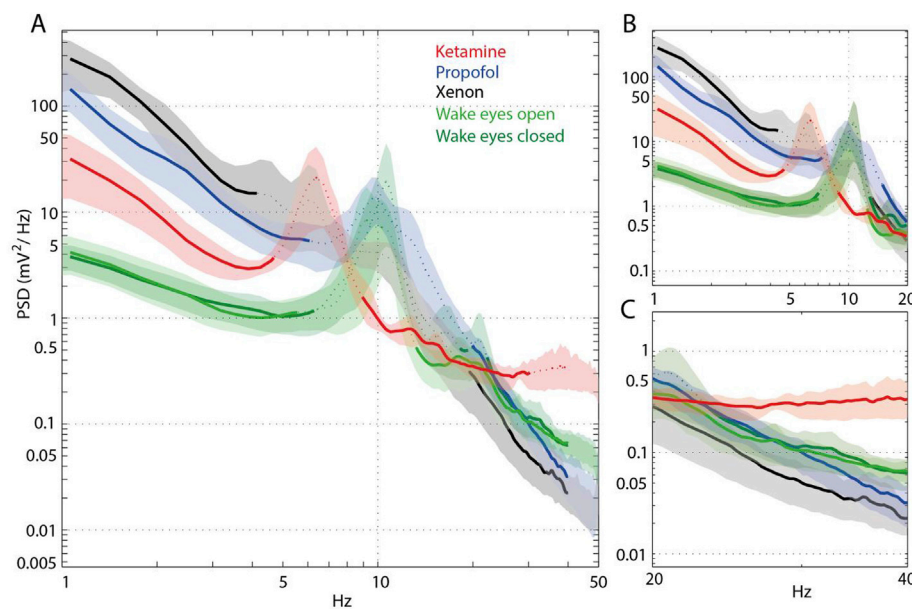 A
Ketamine
Propofol
Xenon
Wake eyes open
Wake eyes closed
PSD (mV²/ Hz)
100
50
10
5
1
0.5
0.1
0.05
0.01
0.005
1 5 10 50
Hz
B
100
50
10
5
1
0.5
0.1
1 5 10 20
C
1
0.5
0.1
0.05
0.01
20 40
Hz